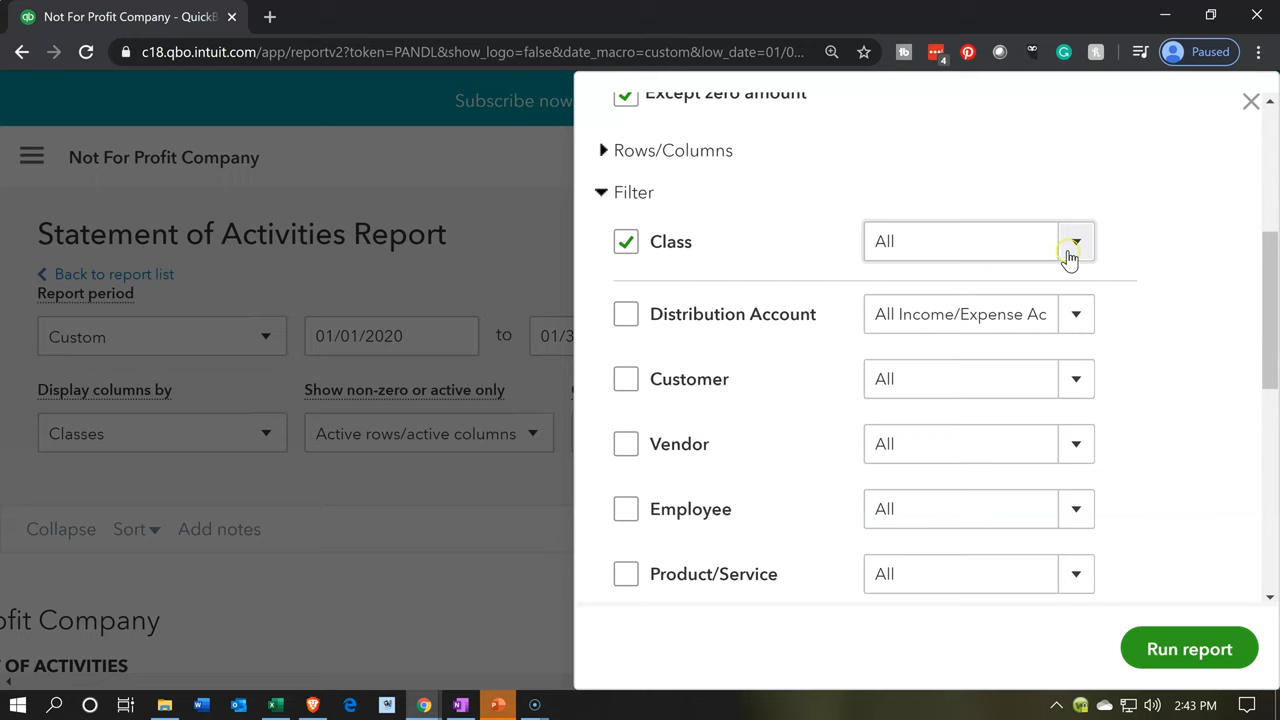 Not For Profit Company - QuickB
c18.qbo.intuit.com/app/reportv2?token=PANDL&show_logo=false&date_macro=custom&low_date=01/0...
4
Paused
Subscribe now
Not For Profit Company
Statement of Activities Report
Back to report list
Report period
Custom
01/01/2020
to
01/3
Display columns by
Show non-zero or active only
Classes
Active rows/active columns
Collapse
Sort
Add notes
ofit Company
OF ACTIVITIES
Except zero amount
Rows/Columns
Filter
Class
All
Distribution Account
All Income/Expense Ac
Customer
All
Vendor
All
Employee
All
Product/Service
All
Run report
2:43 PM